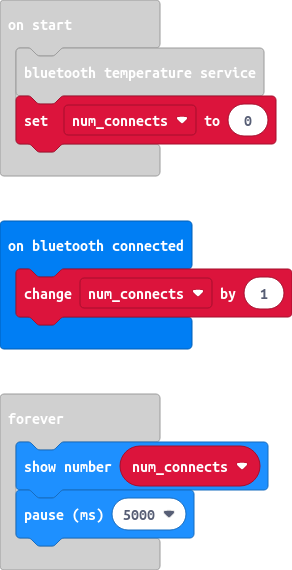 on start
bluetooth temperature service
set num_connects to 0
on bluetooth connected
change num_connects by 1
forever
show number num_connects
pause (ms) 5000